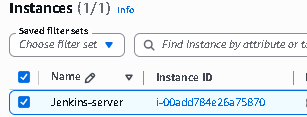 Instances (1/1) Info
Saved filter sets
Choose filter set
Find Instance by attribute or ta
Name Instance ID
Jenkins-server i-00add784e26a75870